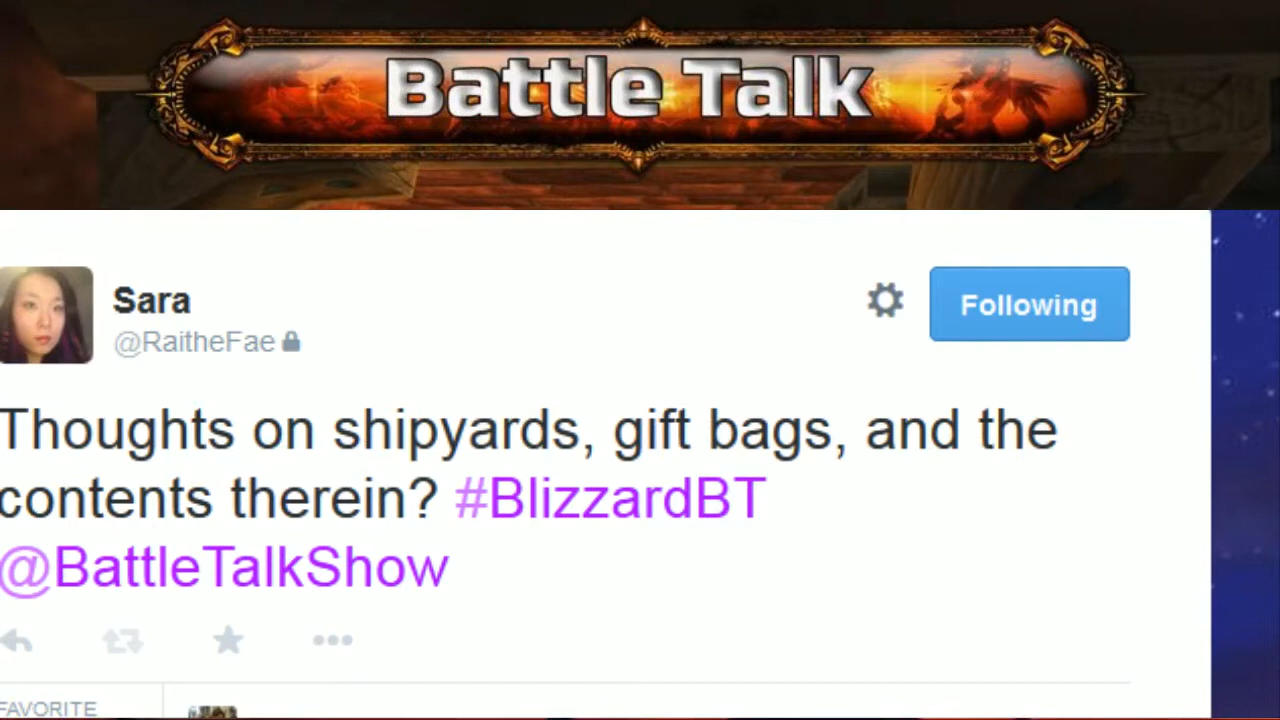 Battle Talk
Sara
@RaitheFae
Following
Thoughts on shipyards, gift bags, and the
contents therein? #BlizzardBT
@BattleTalkShow
FAVORITE